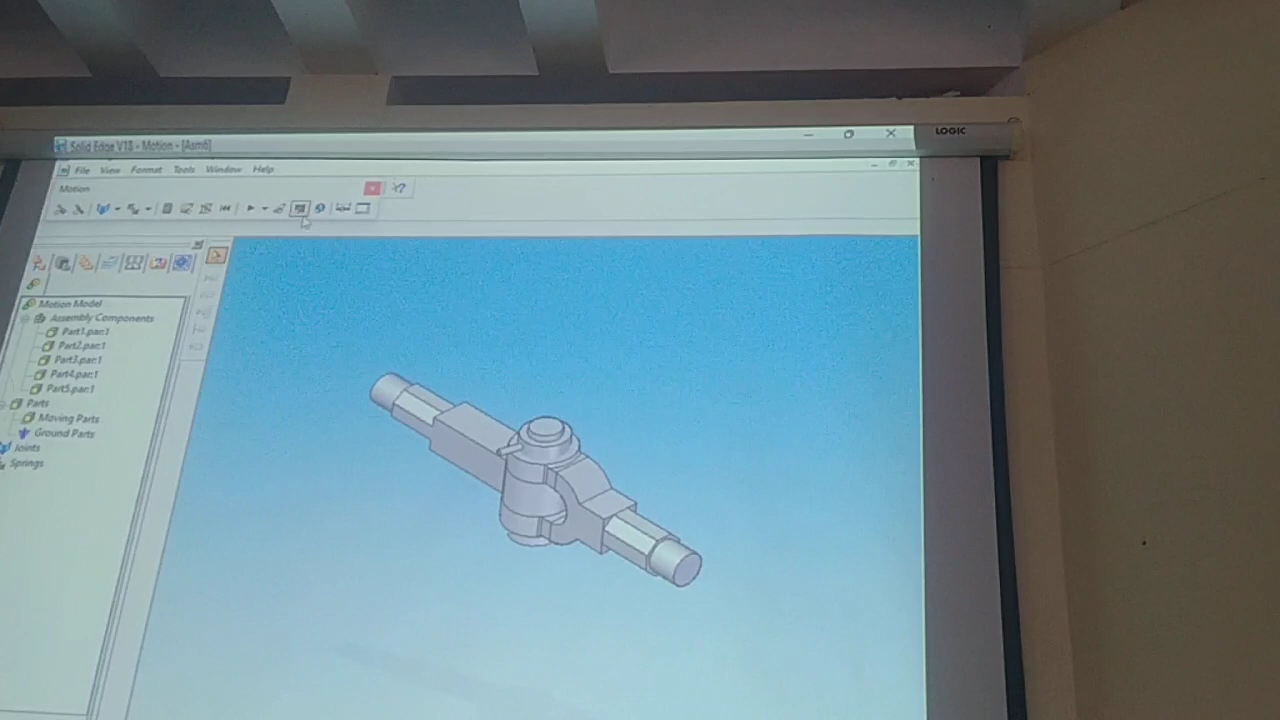 LOGIC
Solid Edge V18 - Motion - [Asm6]
File View Format Tools Window Help
Motion
Motion Model
Assembly Components
Part1.par:1
Part2.par:1
Part3.par:1
Part4.par:1
Part5.par:1
Parts
Moving Parts
Ground Parts
Joints
Springs